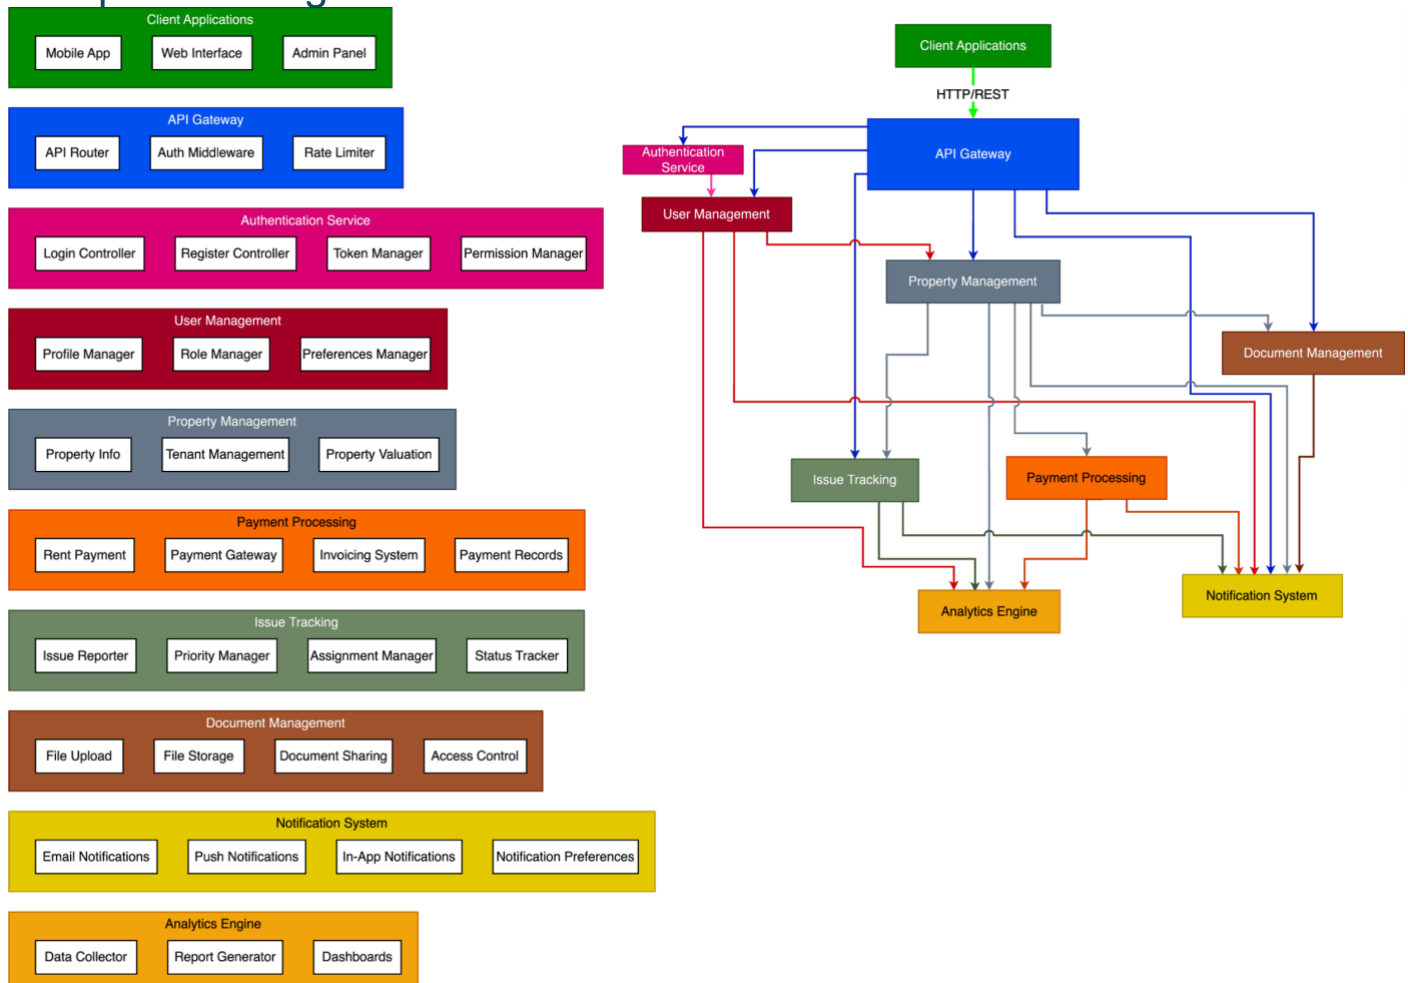 Client Applications
Mobile App
Web Interface
Admin Panel
API Gateway
API Router
Auth Middleware
Rate Limiter
Authentication Service
Login Controller
Register Controller
Token Manager
Permission Manager
User Management
Profile Manager
Role Manager
Preferences Manager
Property Management
Property Info
Tenant Management
Property Valuation
Payment Processing
Rent Payment
Payment Gateway
Invoicing System
Payment Records
Issue Tracking
Issue Reporter
Priority Manager
Assignment Manager
Status Tracker
Document Management
File Upload
File Storage
Document Sharing
Access Control
Notification System
Email Notifications
Push Notifications
In-App Notifications
Notification Preferences
Analytics Engine
Data Collector
Report Generator
Dashboards
Client Applications
HTTP/REST
API Gateway
Authentication
Service
User Management
Property Management
Document Management
Issue Tracking
Payment Processing
Notification System
Analytics Engine